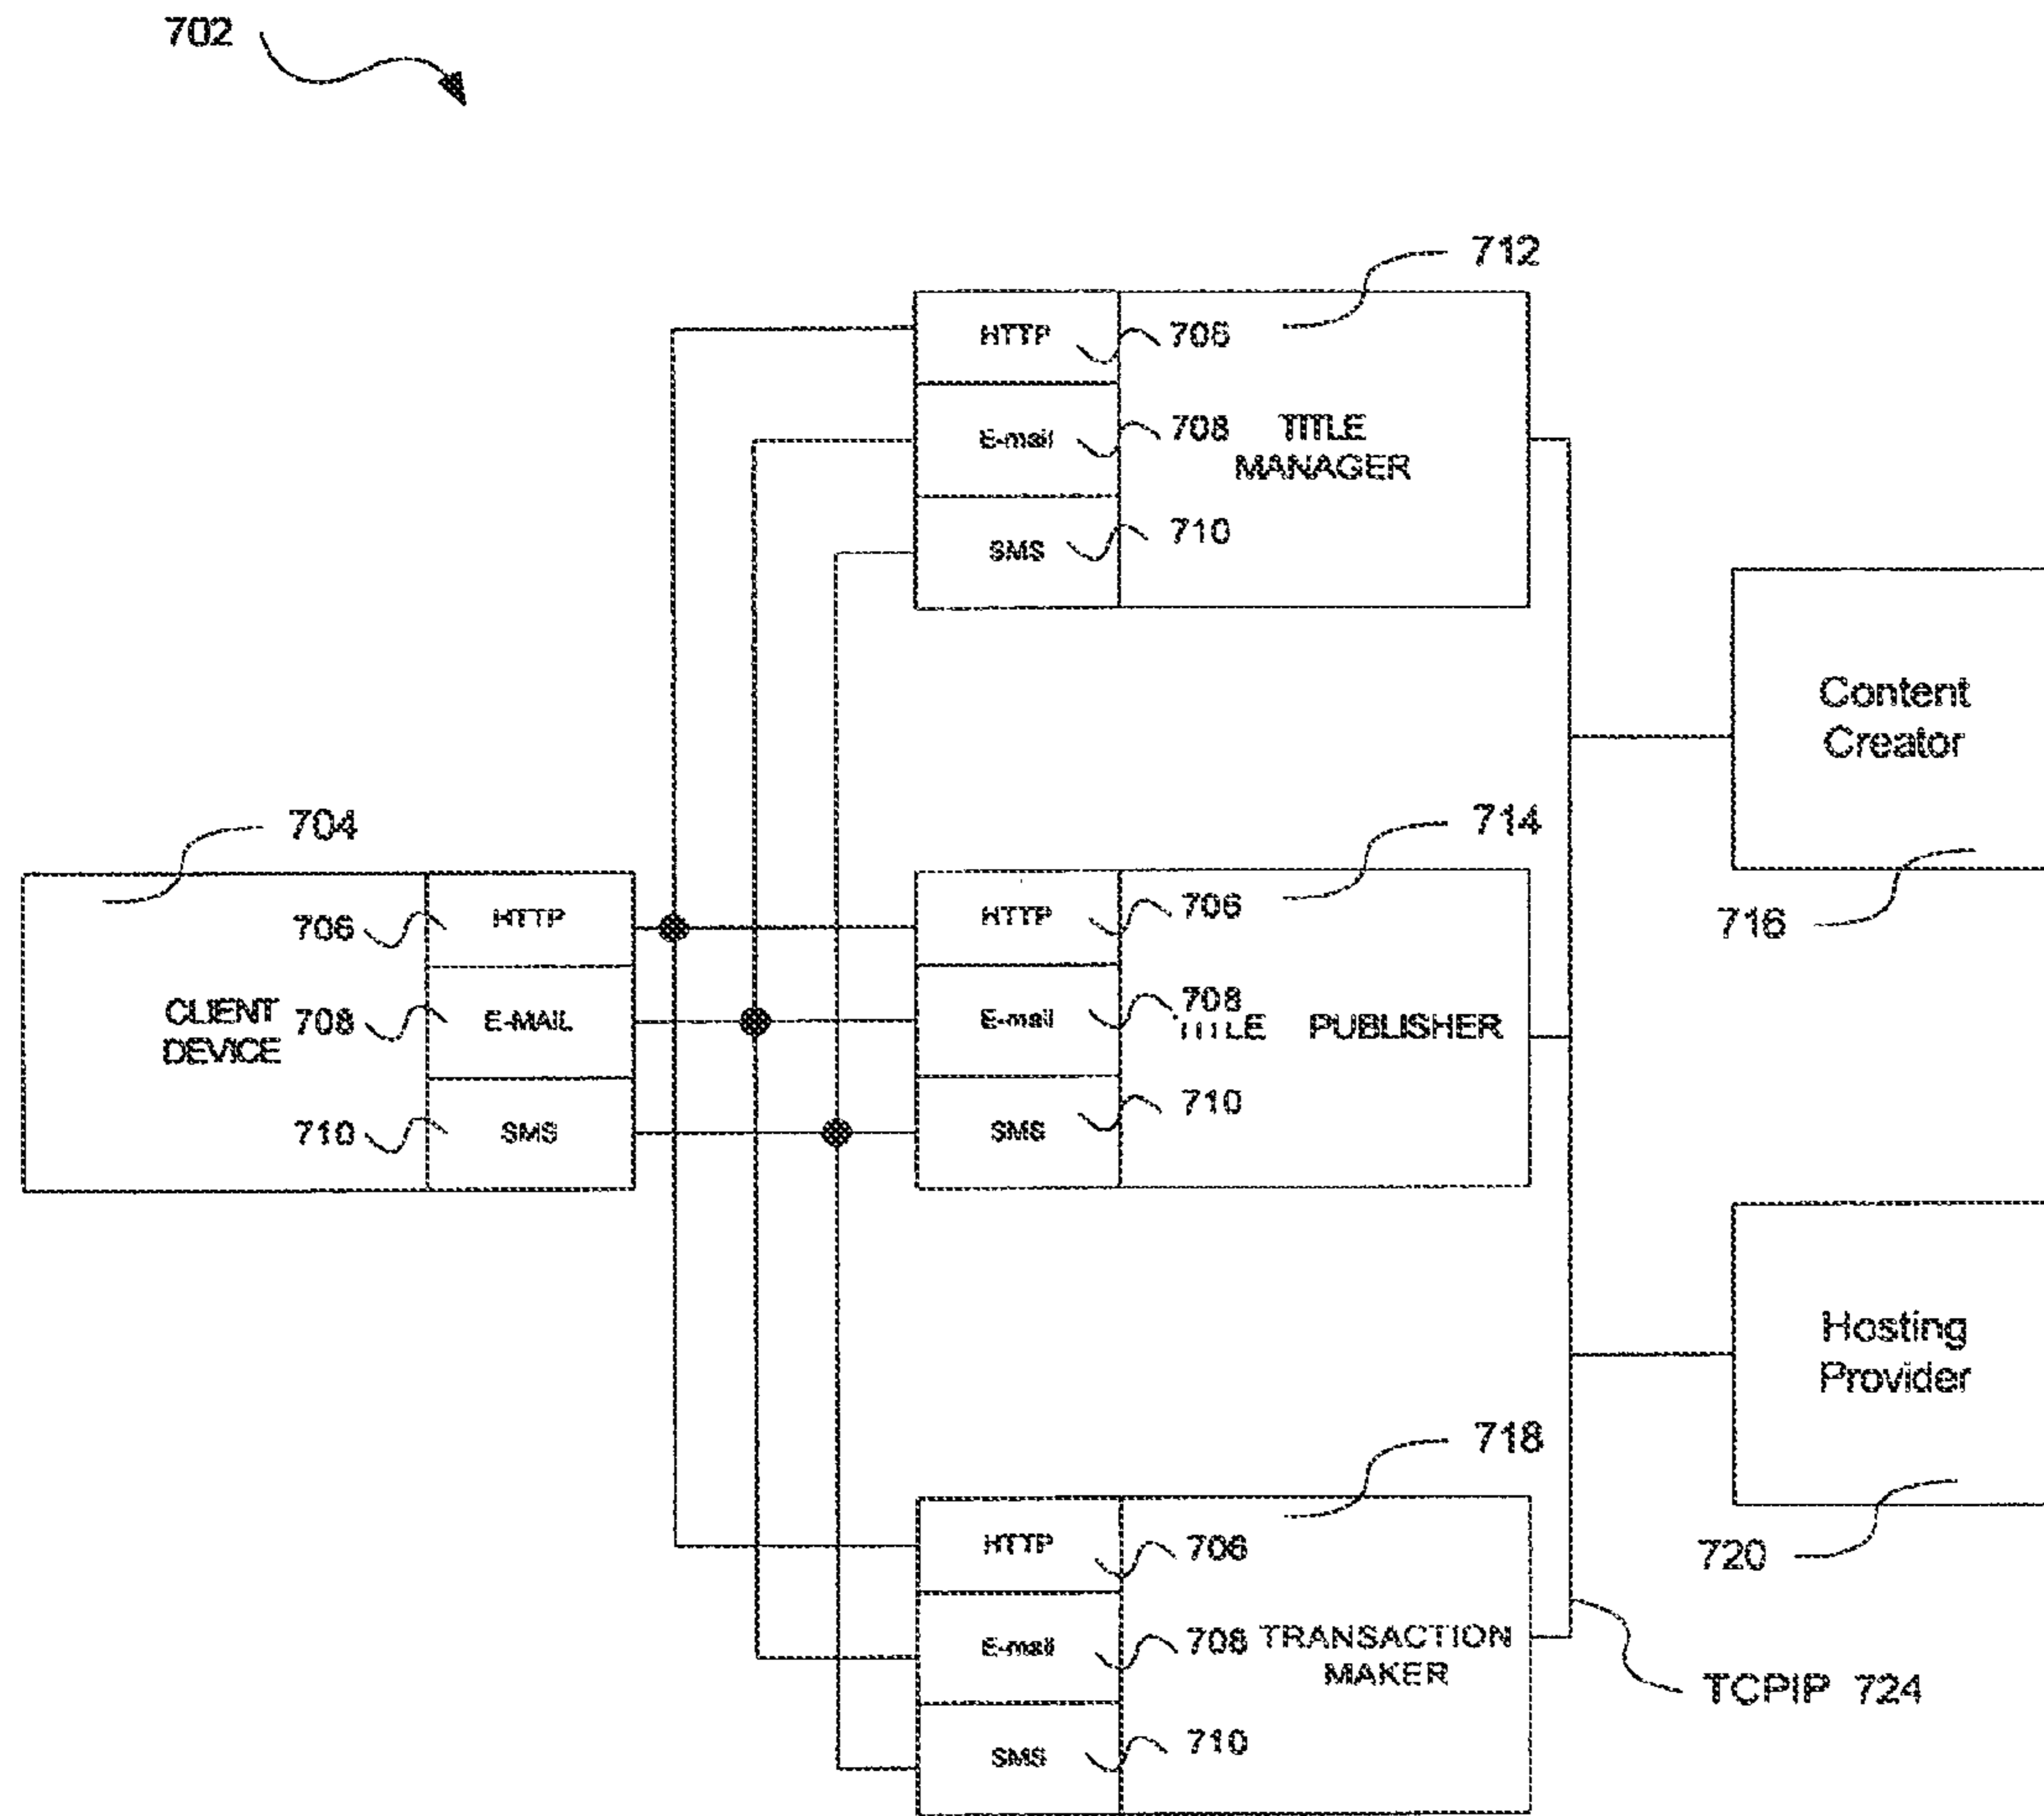 702
712
HTTP 706
E-mail 708 TITLE
MANAGER
SMS 710
Content
Creator
716
704
CLIENT
DEVICE
706 HTTP
708 E-MAIL
710 SMS
714
HTTP 706
E-mail 708
TITLE PUBLISHER
SMS 710
Hosting
Provider
720
718
HTTP 706
E-mail 708 TRANSACTION
MAKER
SMS 710
TCPIP 724